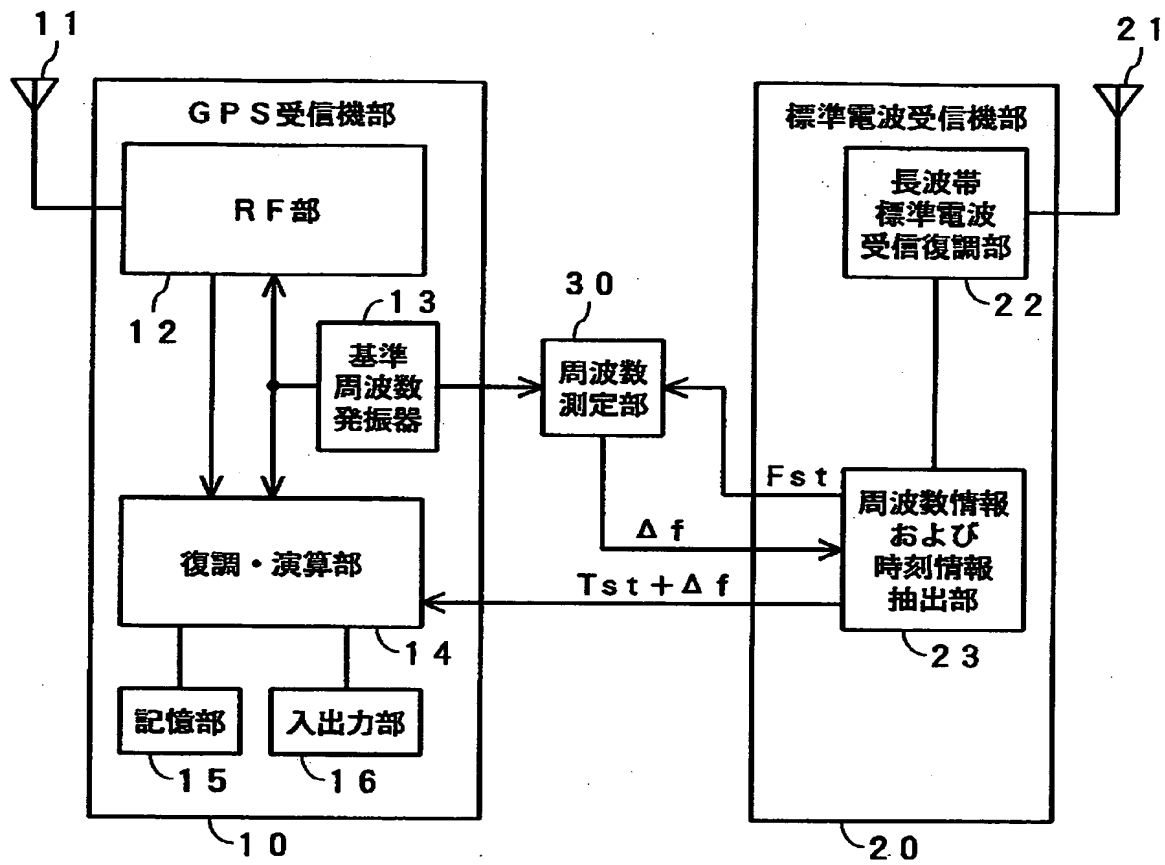 11
21
GPS受信機部
標準電波受信機部
RF部
長波帯
標準電波
受信復調部
12
13
30
22
基準
周波数
発振器
周波数
測定部
Fst
Δf
周波数情報
および
時刻情報
抽出部
復調・演算部
Tst+Δf
14
23
記憶部
入出力部
15
16
10
20